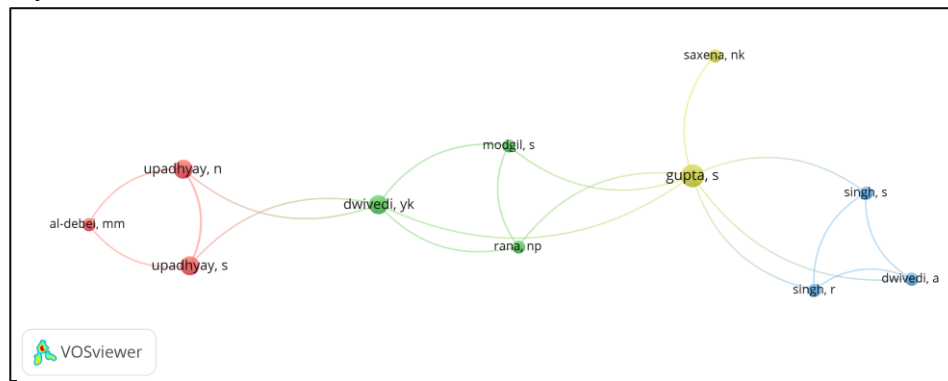 saxena, nk
modgil, s
upadhyay, n
gupta, s
singh, s
dwivedi, yk
al-debei, mm
rana, np
upadhyay, s
dwivedi, a
singh, r
VOSviewer